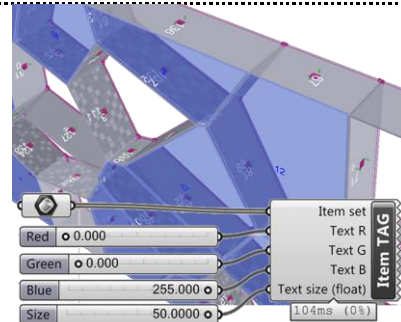 Item set
Red 0.000
Text R
Green 0.000
Text G
Blue 255.0000
Text B
Size 50.0000
Text size (float)
Item TAG
104ms (0%)